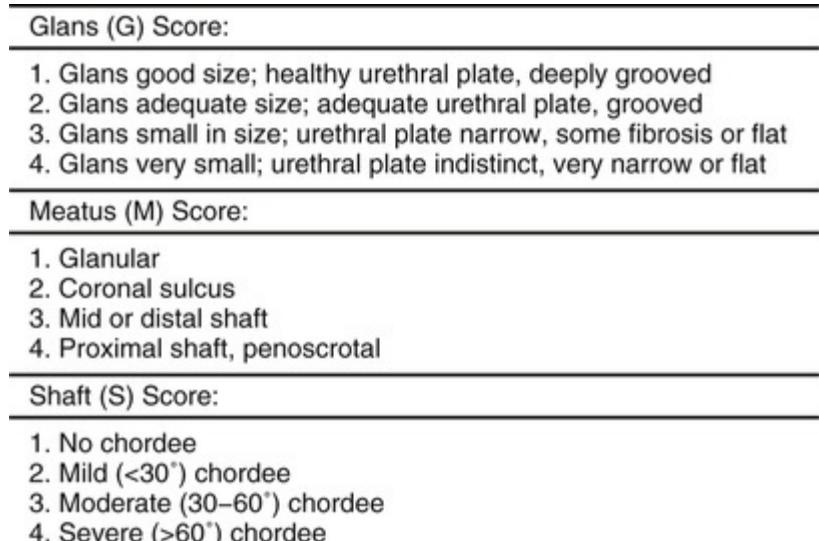 Glans (G) Score:
1. Glans good size; healthy urethral plate, deeply grooved
2. Glans adequate size; adequate urethral plate, grooved
3. Glans small in size; urethral plate narrow, some fibrosis or flat
4. Glans very small; urethral plate indistinct, very narrow or flat
Meatus (M) Score:
1. Glanular
2. Coronal sulcus
3. Mid or distal shaft
4. Proximal shaft, penoscrotal
Shaft (S) Score:
1. No chordee
2. Mild (<30˚) chordee
3. Moderate (30–60˚) chordee
4. Severe (>60˚) chordee